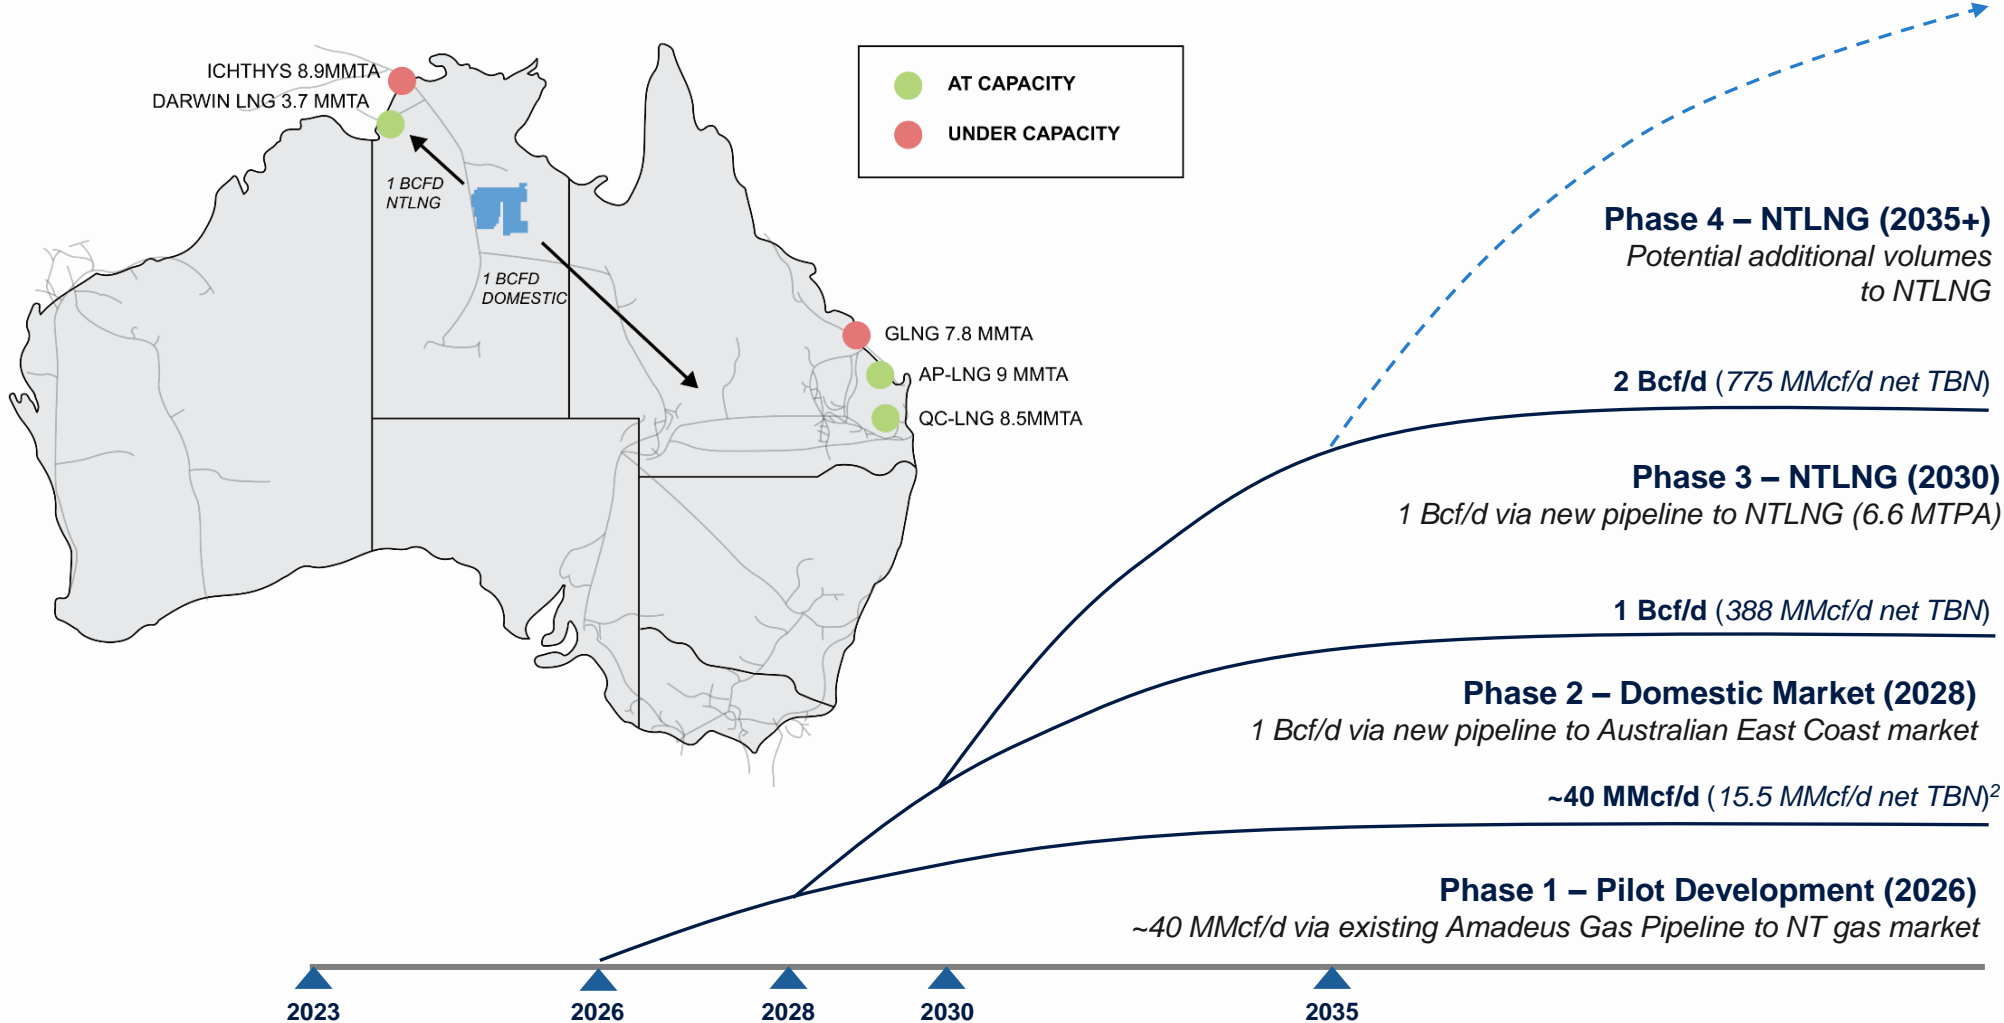 ICHTHYS 8.9MMTA
DARWIN LNG 3.7 MMTA
1 BCFD
NTLNG
1 BCFD
DOMESTIC
GLNG 7.8 MMTA
AP-LNG 9 MMTA
QC-LNG 8.5MMTA
AT CAPACITY
UNDER CAPACITY
Phase 4 – NTLNG (2035+)
Potential additional volumes
to NTLNG
2 Bcf/d (775 MMcf/d net TBN)
Phase 3 – NTLNG (2030)
1 Bcf/d via new pipeline to NTLNG (6.6 MTPA)
1 Bcf/d (388 MMcf/d net TBN)
Phase 2 – Domestic Market (2028)
1 Bcf/d via new pipeline to Australian East Coast market
~40 MMcf/d (15.5 MMcf/d net TBN)²
Phase 1 – Pilot Development (2026)
~40 MMcf/d via existing Amadeus Gas Pipeline to NT gas market
2023
2026
2028
2030
2035